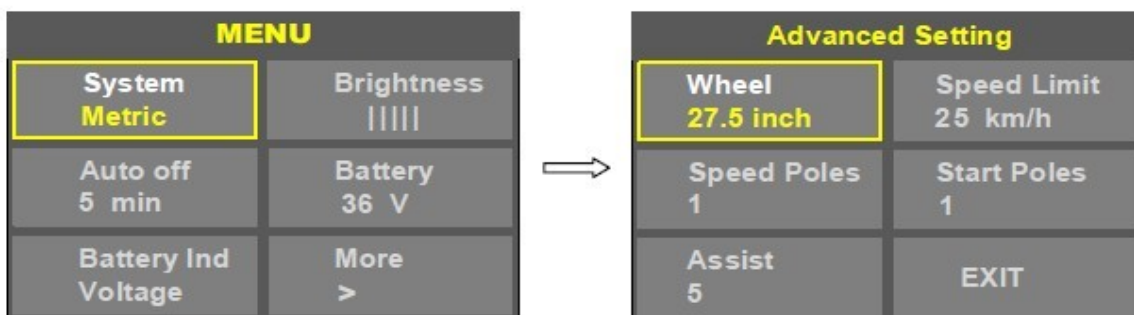 MENU
System
Metric
Brightness
|||||
Auto off
5 min
Battery
36 V
Battery Ind
Voltage
More
>
Advanced Setting
Wheel
27.5 inch
Speed Limit
25 km/h
Speed Poles
1
Start Poles
1
Assist
5
EXIT